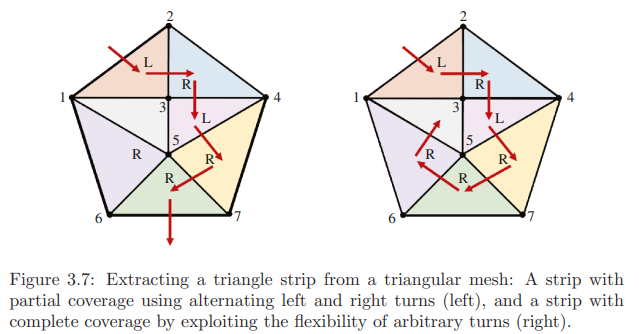 2
2
L
L
R
R
1
3
4
1
3
4
L
L
5
5
R
R
R
R
R
R
6
7
6
7
Figure 3.7: Extracting a triangle strip from a triangular mesh: A strip with
partial coverage using alternating left and right turns (left), and a strip with
complete coverage by exploiting the flexibility of arbitrary turns (right).